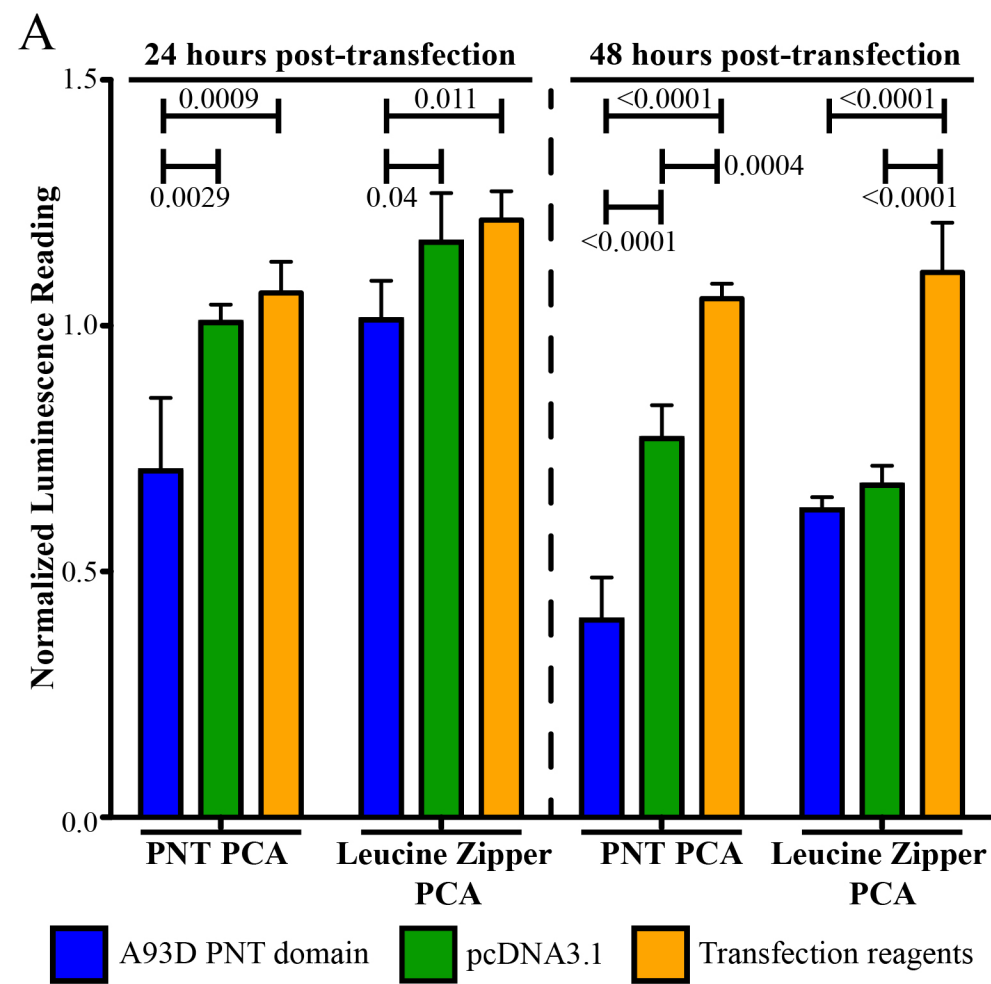 A
24 hours post-transfection
48 hours post-transfection
Normalized Luminescence Reading
1.5
1.0
0.5
0.0
0.0009
0.011
<0.0001
<0.0001
0.0029
0.04
0.0004
<0.0001
<0.0001
PNT PCA
Leucine Zipper
PCA
PNT PCA
Leucine Zipper
PCA
A93D PNT domain
pcDNA3.1
Transfection reagents